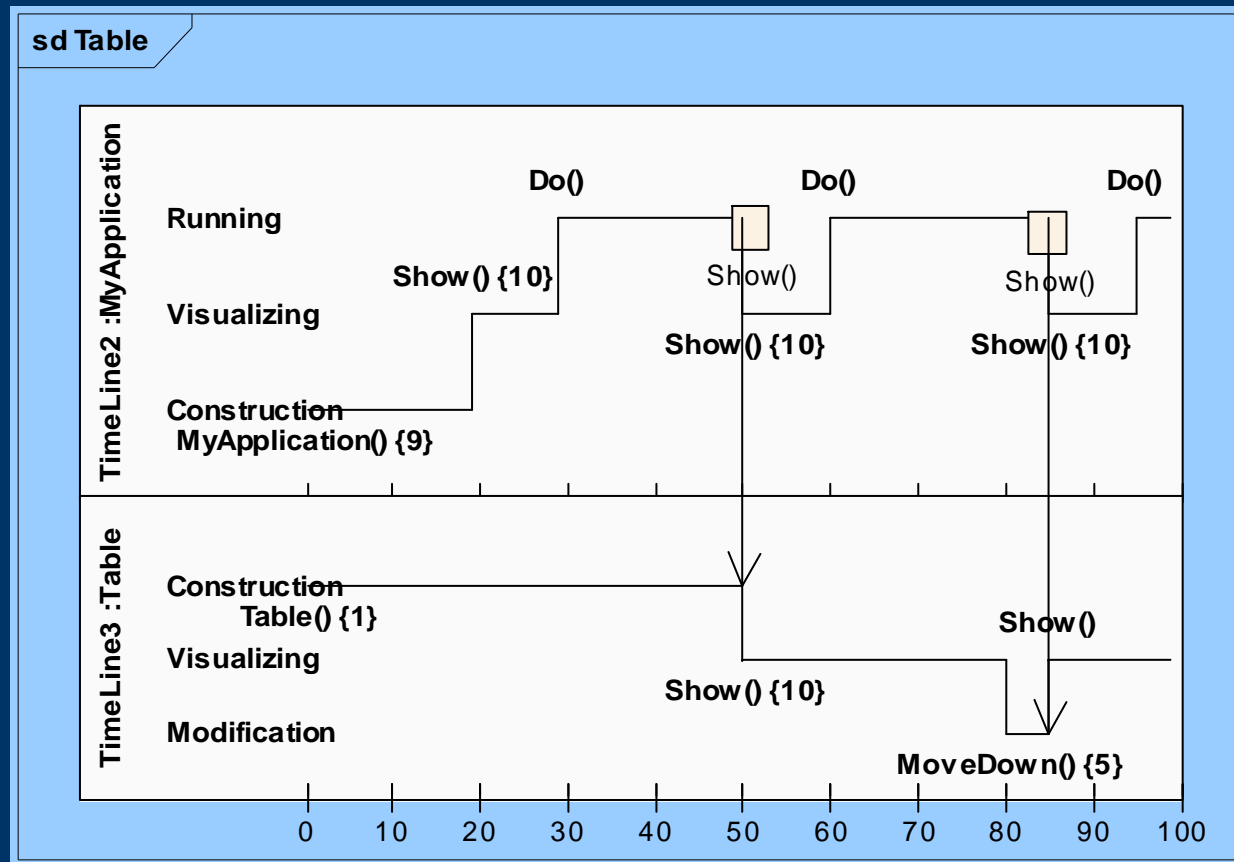 sd Table
TimeLine2 :MyApplication
Do() Do() Do()
Running
Show() {10} Show() Show()
Visualizing
Show() {10} Show() {10}
Construction
MyApplication() {9}
TimeLine3 :Table
Construction
Table() {1} Show()
Visualizing
Show() {10}
Modification
MoveDown() {5}
0 10 20 30 40 50 60 70 80 90 100